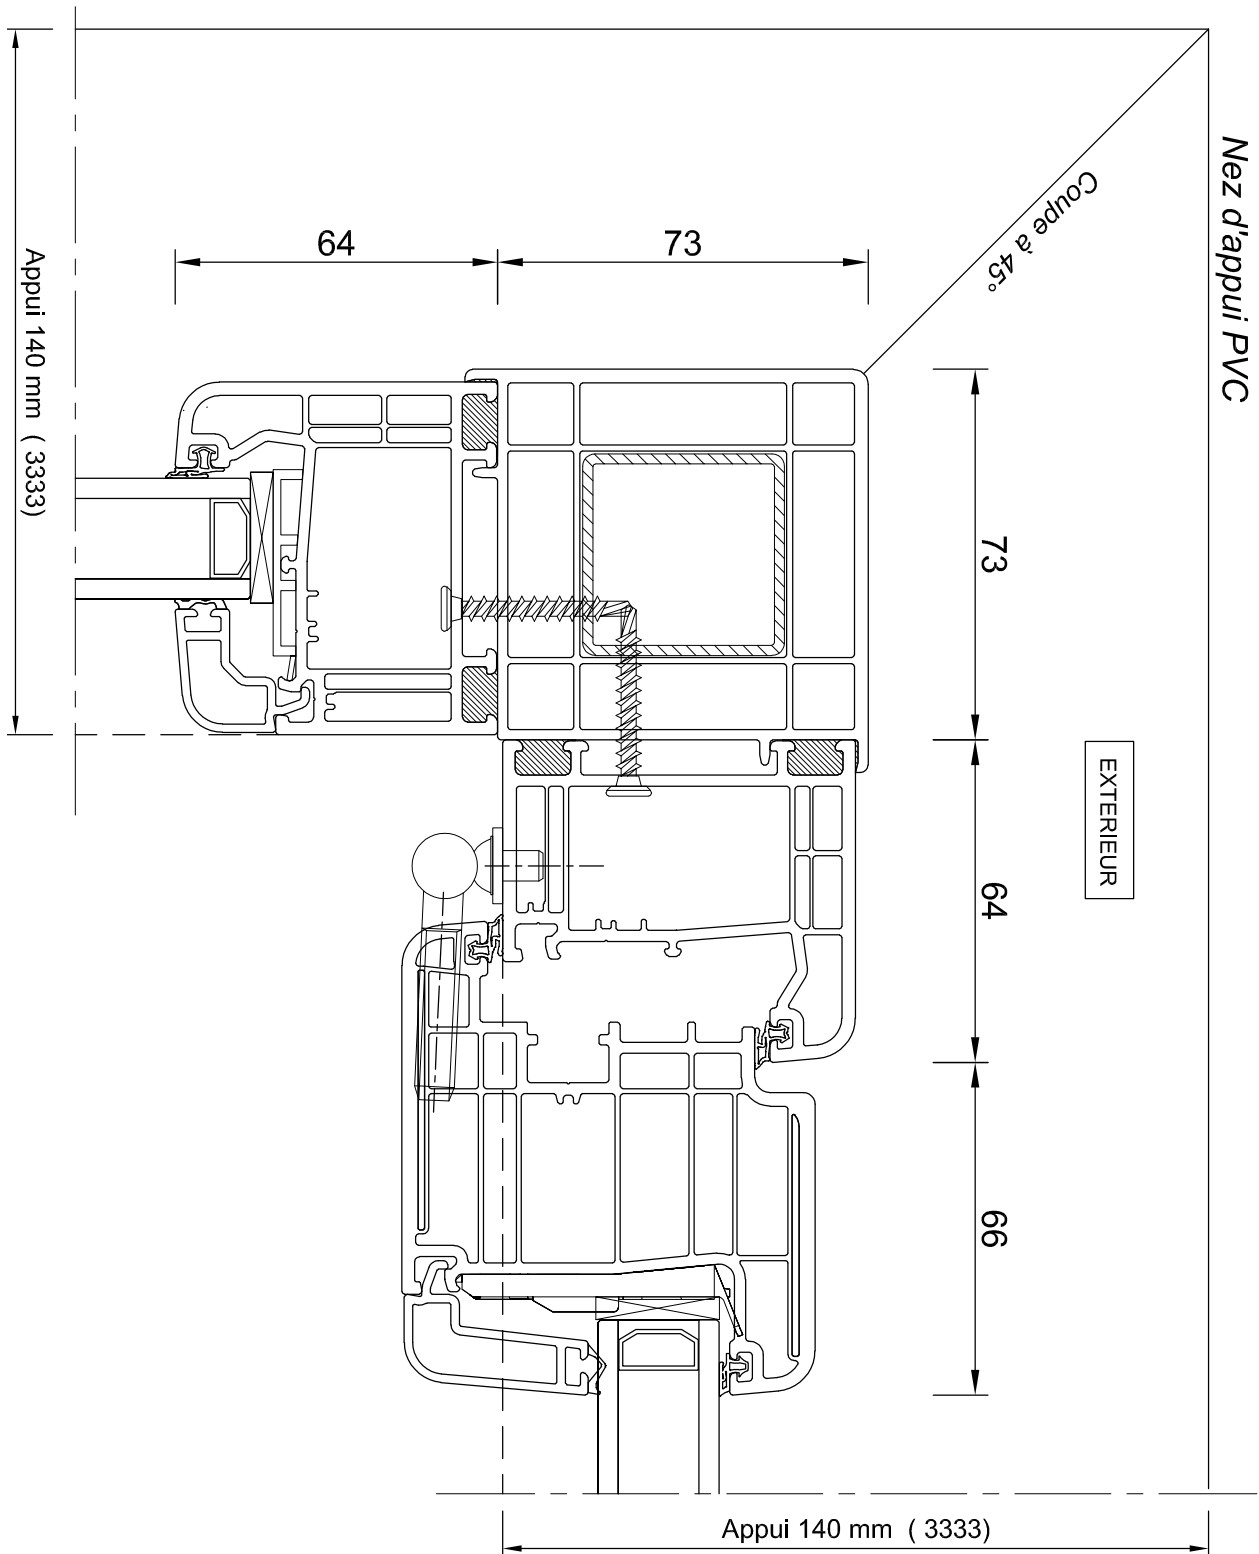 Nez d'appui PVC
Coupe à 45°
64
73
Appui 140 mm ( 3333)
73
EXTERIEUR
64
66
Appui 140 mm ( 3333)